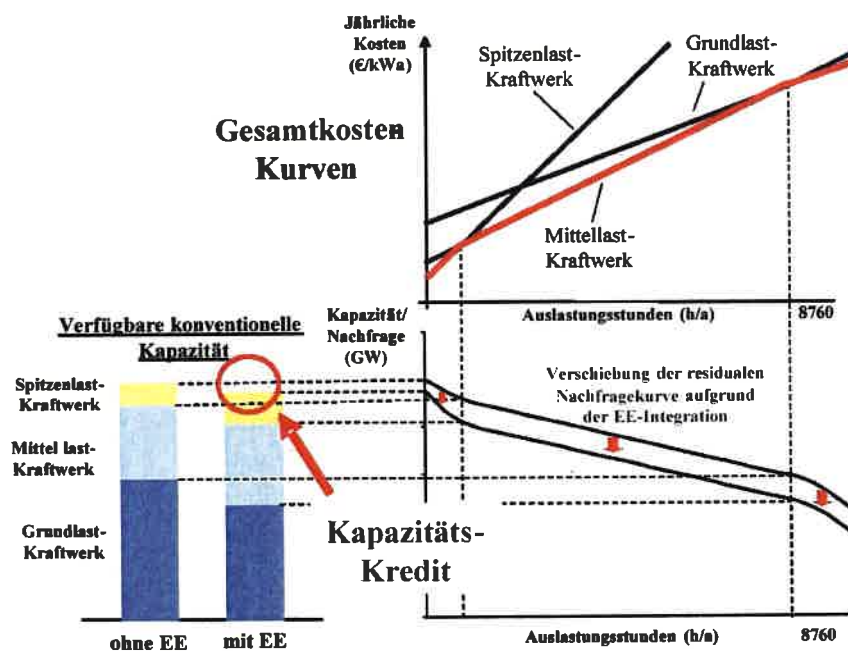 Jährliche
Kosten
(€/kWa)
Spitzenlast-
Kraftwerk
Grundlast-
Kraftwerk
Gesamtkosten
Kurven
Mittellast-
Kraftwerk
Auslastungsstunden (h/a)
8760
Verfügbare konventionelle
Kapazität
Kapazität/
Nachfrage
(GW)
Spitzenlast-
Kraftwerk
Mittel last-
Kraftwerk
Grundlast-
Kraftwerk
Verschiebung der residualen
Nachfragekurve aufgrund
der EE-Integration
Kapazitäts-
Kredit
ohne EE
mit EE
Auslastungsstunden (h/a)
8760